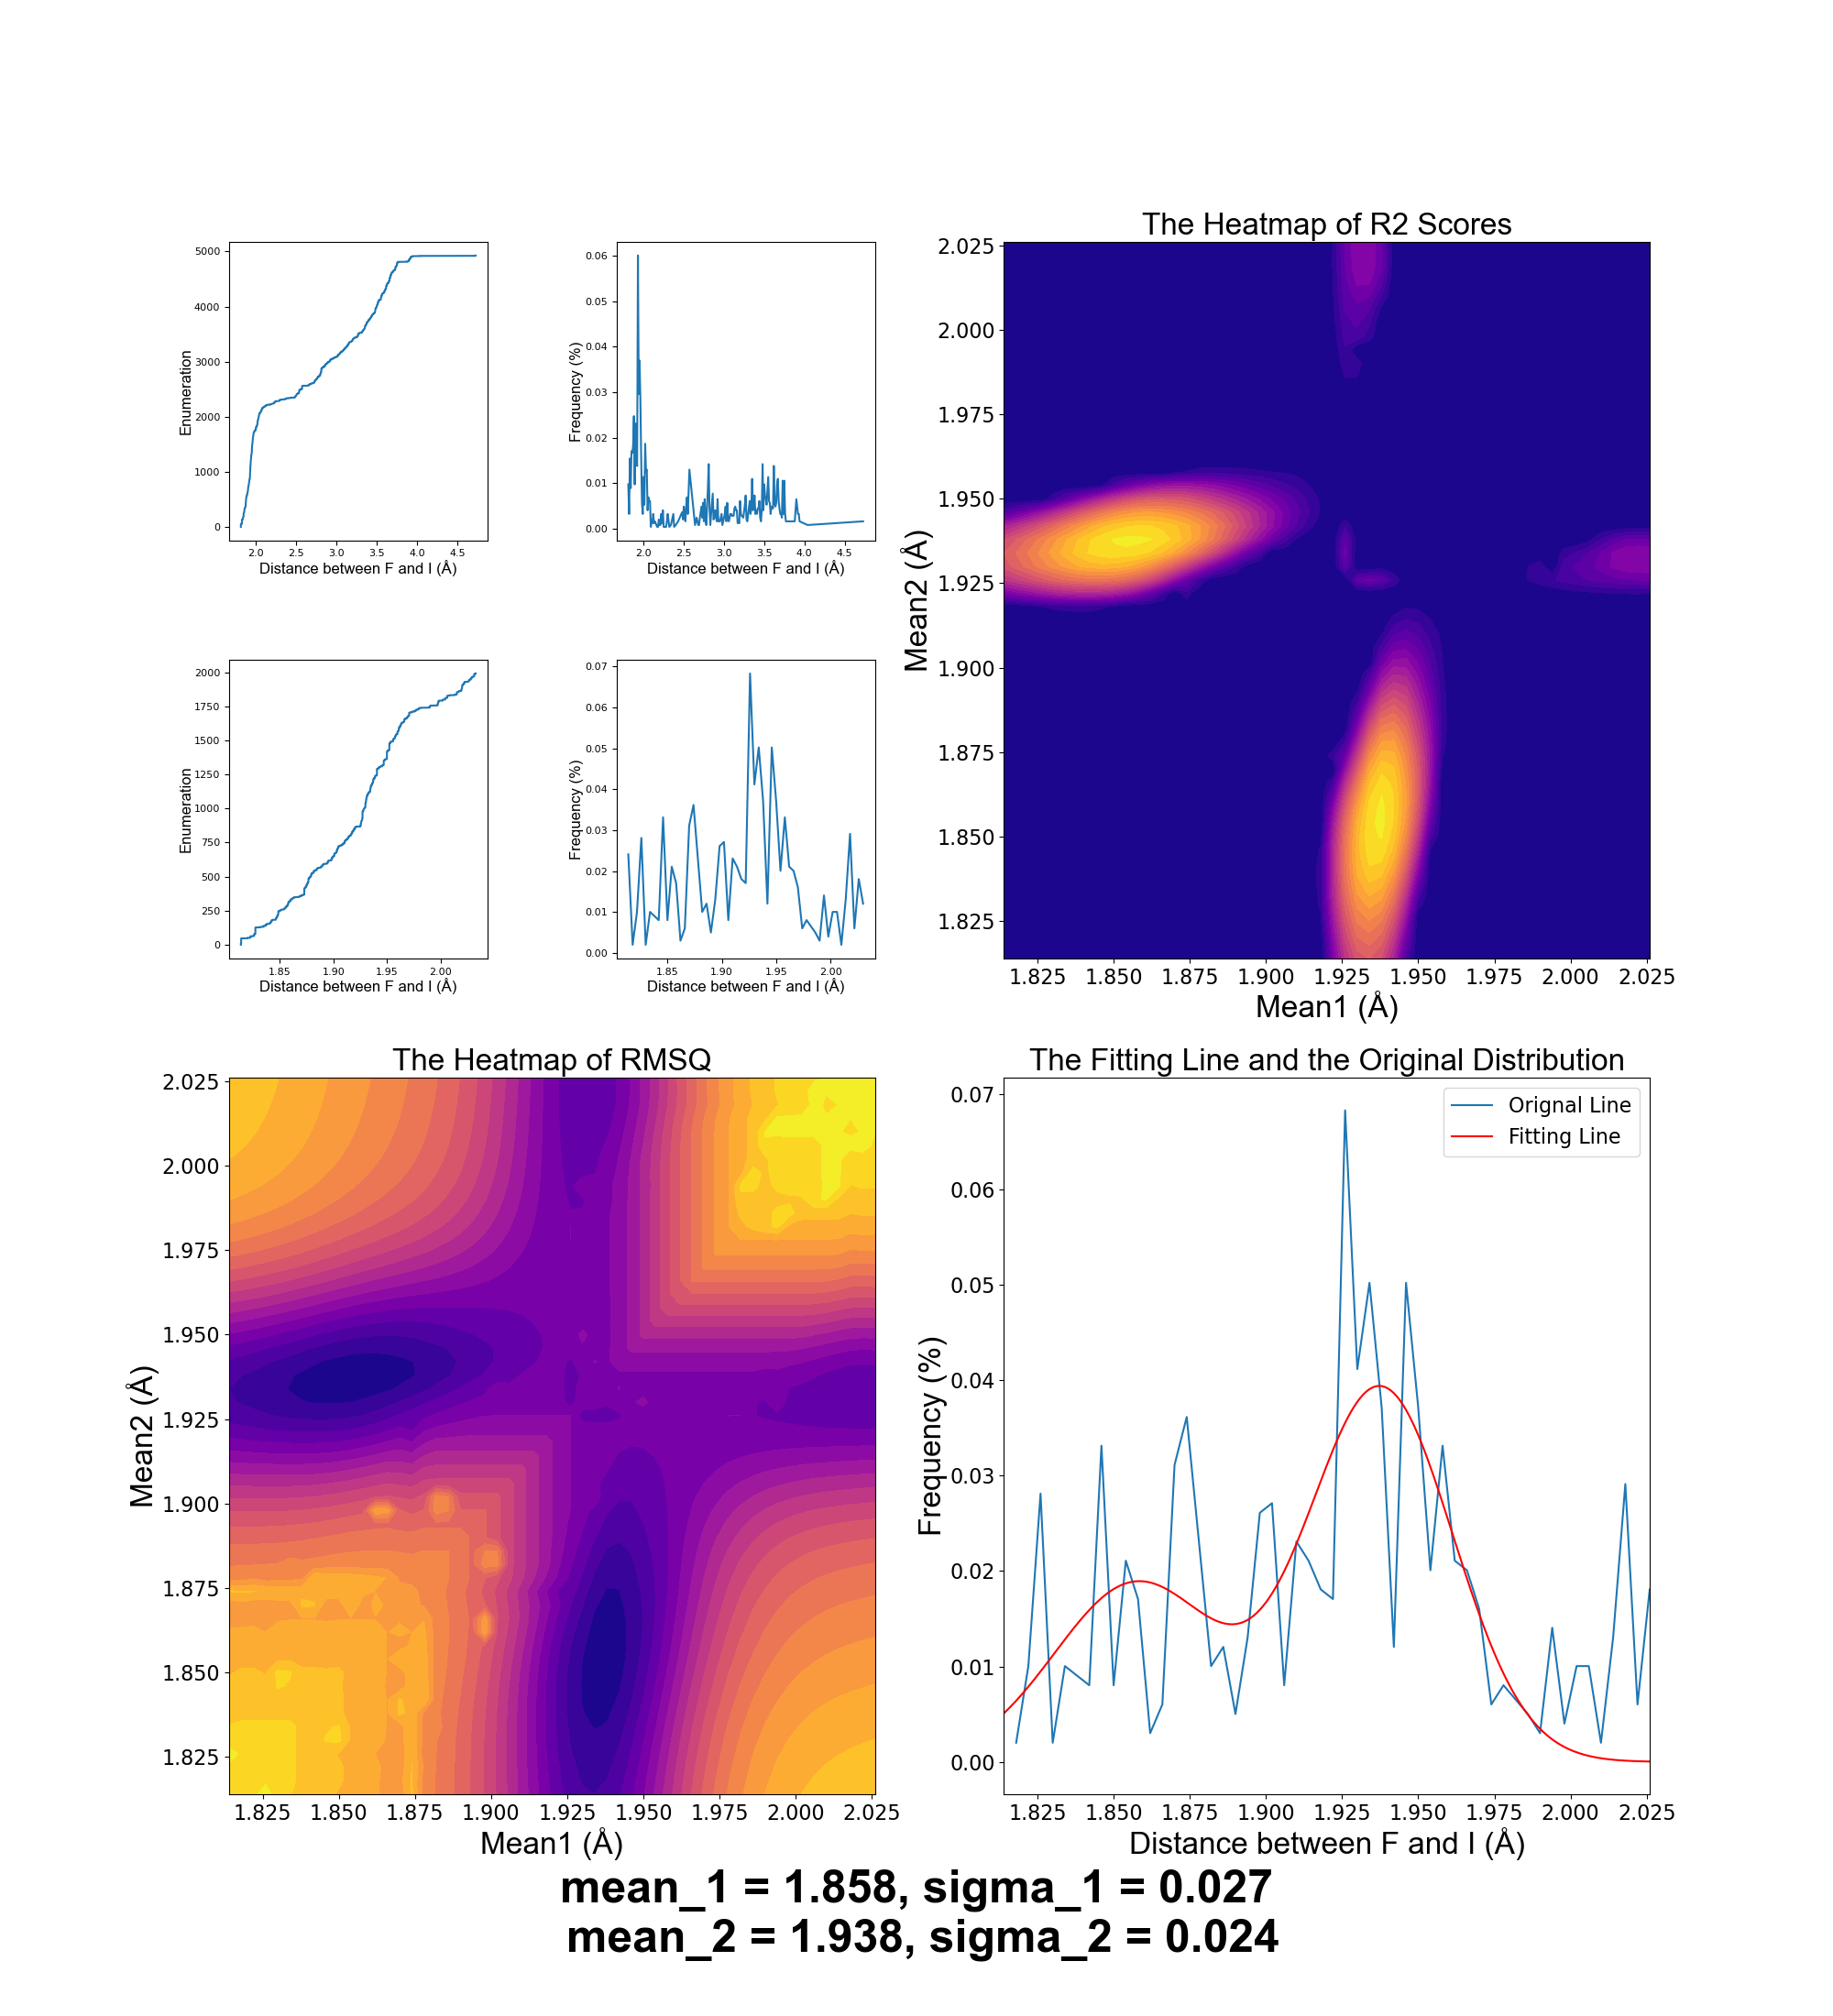 The Heatmap of R2 Scores
5000
4000
3000
2000
1000
0
Enumeration
2.0 2.5 3.0 3.5 4.0 4.5
Distance between F and I (Å)
0.06
0.05
0.04
0.03
0.02
0.01
0.00
Frequency (%)
2.0 2.5 3.0 3.5 4.0 4.5
Distance between F and I (Å)
2.025
2.000
1.975
1.950
1.925
1.900
1.875
1.850
1.825
Mean2 (Å)
1.825 1.850 1.875 1.900 1.925 1.950 1.975 2.000 2.025
Mean1 (Å)
2000
1750
1500
1250
1000
750
500
250
0
Enumeration
1.85 1.90 1.95 2.00
Distance between F and I (Å)
0.07
0.06
0.05
0.04
0.03
0.02
0.01
0.00
Frequency (%)
1.85 1.90 1.95 2.00
Distance between F and I (Å)
The Heatmap of RMSQ
2.025
2.000
1.975
1.950
1.925
1.900
1.875
1.850
1.825
Mean2 (Å)
1.825 1.850 1.875 1.900 1.925 1.950 1.975 2.000 2.025
Mean1 (Å)
The Fitting Line and the Original Distribution
Orignal Line
Fitting Line
0.07
0.06
0.05
0.04
0.03
0.02
0.01
0.00
Frequency (%)
1.825 1.850 1.875 1.900 1.925 1.950 1.975 2.000 2.025
Distance between F and I (Å)
mean_1 = 1.858, sigma_1 = 0.027
mean_2 = 1.938, sigma_2 = 0.024